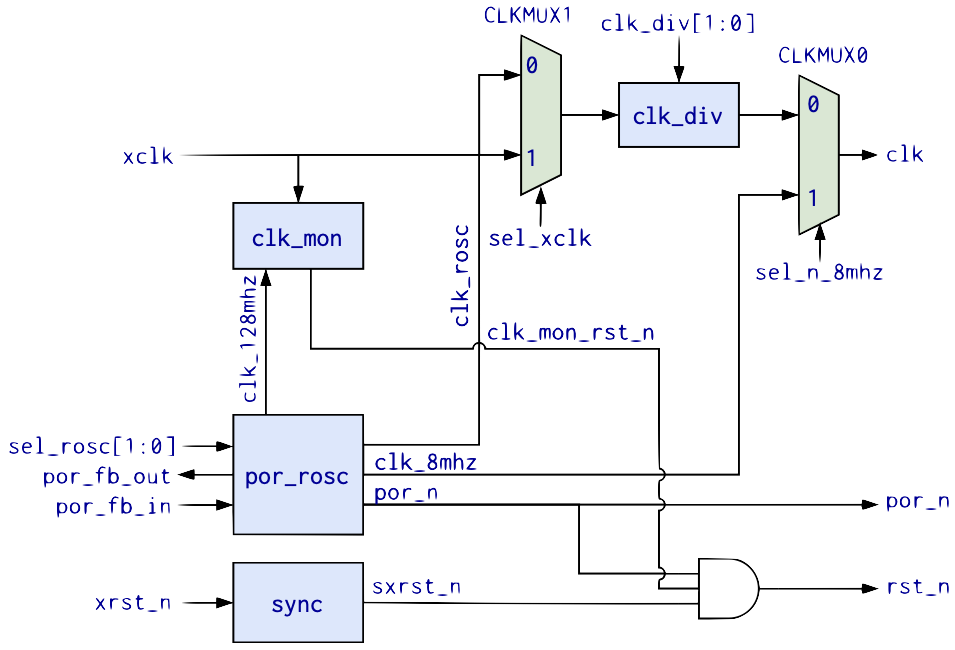 CLKMUX1
clk_div[1:0]
CLKMUX0
0
clk_div
0
xclk
1
clk
1
clk_mon
sel_xclk
sel_n_8mhz
clk_rosc
clk_128mhz
clk_mon_rst_n
sel_rosc[1:0]
clk_8mhz
por_fb_out
por_rosc
por_n
por_n
por_fb_in
sxrst_n
rst_n
xrst_n
sync